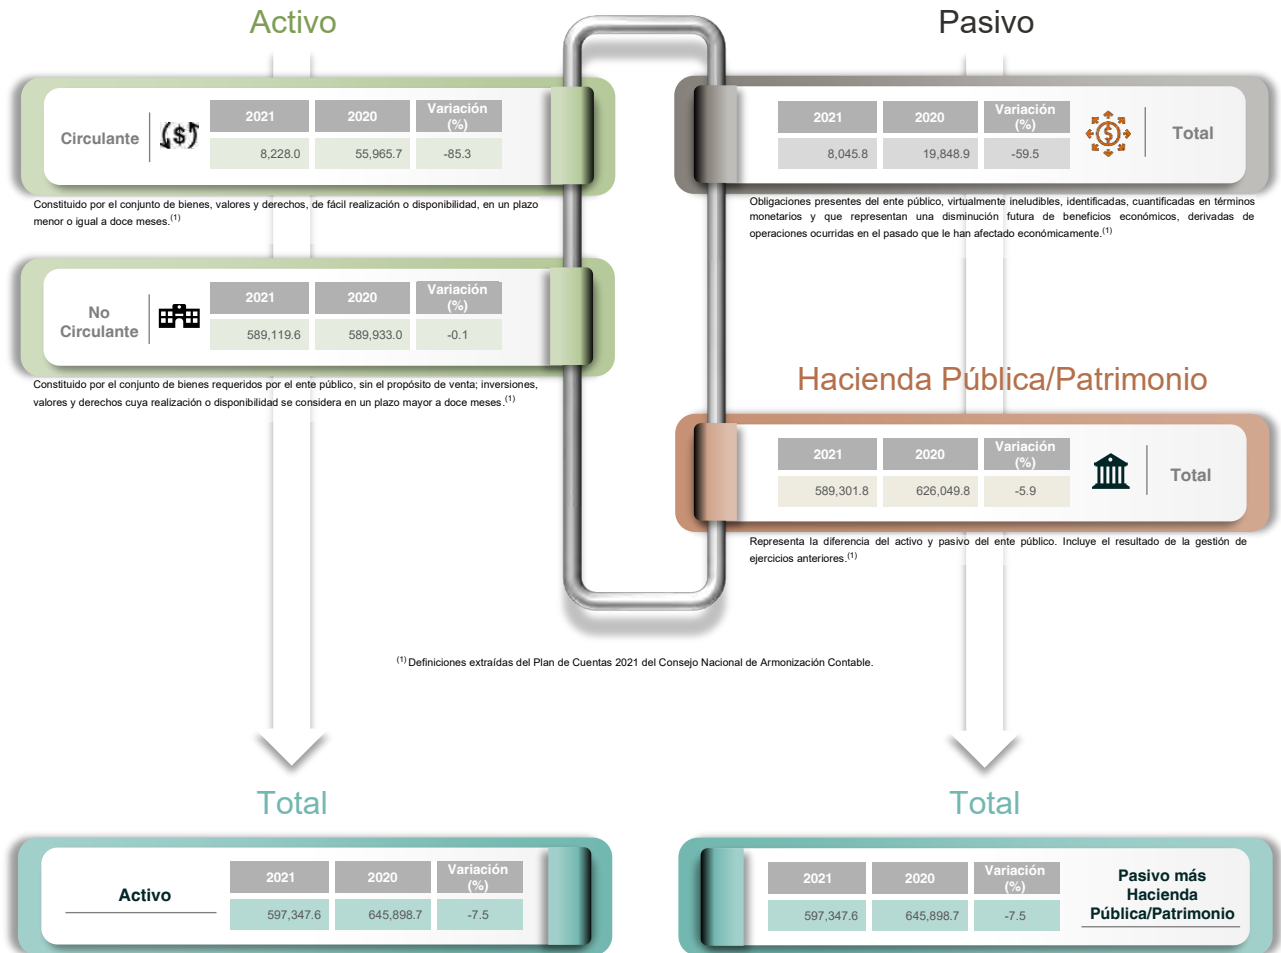 Activo
Circulante
2021 2020 Variación (%)
8,228.0 55,965.7 -85.3
Constituido por el conjunto de bienes, valores y derechos, de fácil realización o disponibilidad, en un plazo
menor o igual a doce meses.(1)
No
Circulante
2021 2020 Variación (%)
589,119.6 589,933.0 -0.1
Constituido por el conjunto de bienes requeridos por el ente público, sin el propósito de venta; inversiones,
valores y derechos cuya realización o disponibilidad se considera en un plazo mayor a doce meses.(1)
Pasivo
2021 2020 Variación (%)
8,045.8 19,848.9 -59.5
Total
Obligaciones presentes del ente público, virtualmente ineludibles, identificadas, cuantificadas en términos
monetarios y que representan una disminución futura de beneficios económicos, derivadas de
operaciones ocurridas en el pasado que le han afectado económicamente.(1)
Hacienda Pública/Patrimonio
2021 2020 Variación (%)
589,301.8 626,049.8 -5.9
Total
Representa la diferencia del activo y pasivo del ente público. Incluye el resultado de la gestión de
ejercicios anteriores.(1)
(1) Definiciones extraídas del Plan de Cuentas 2021 del Consejo Nacional de Armonización Contable.
Total
Activo
2021 2020 Variación (%)
597,347.6 645,898.7 -7.5
Total
2021 2020 Variación (%)
597,347.6 645,898.7 -7.5
Pasivo más
Hacienda
Pública/Patrimonio